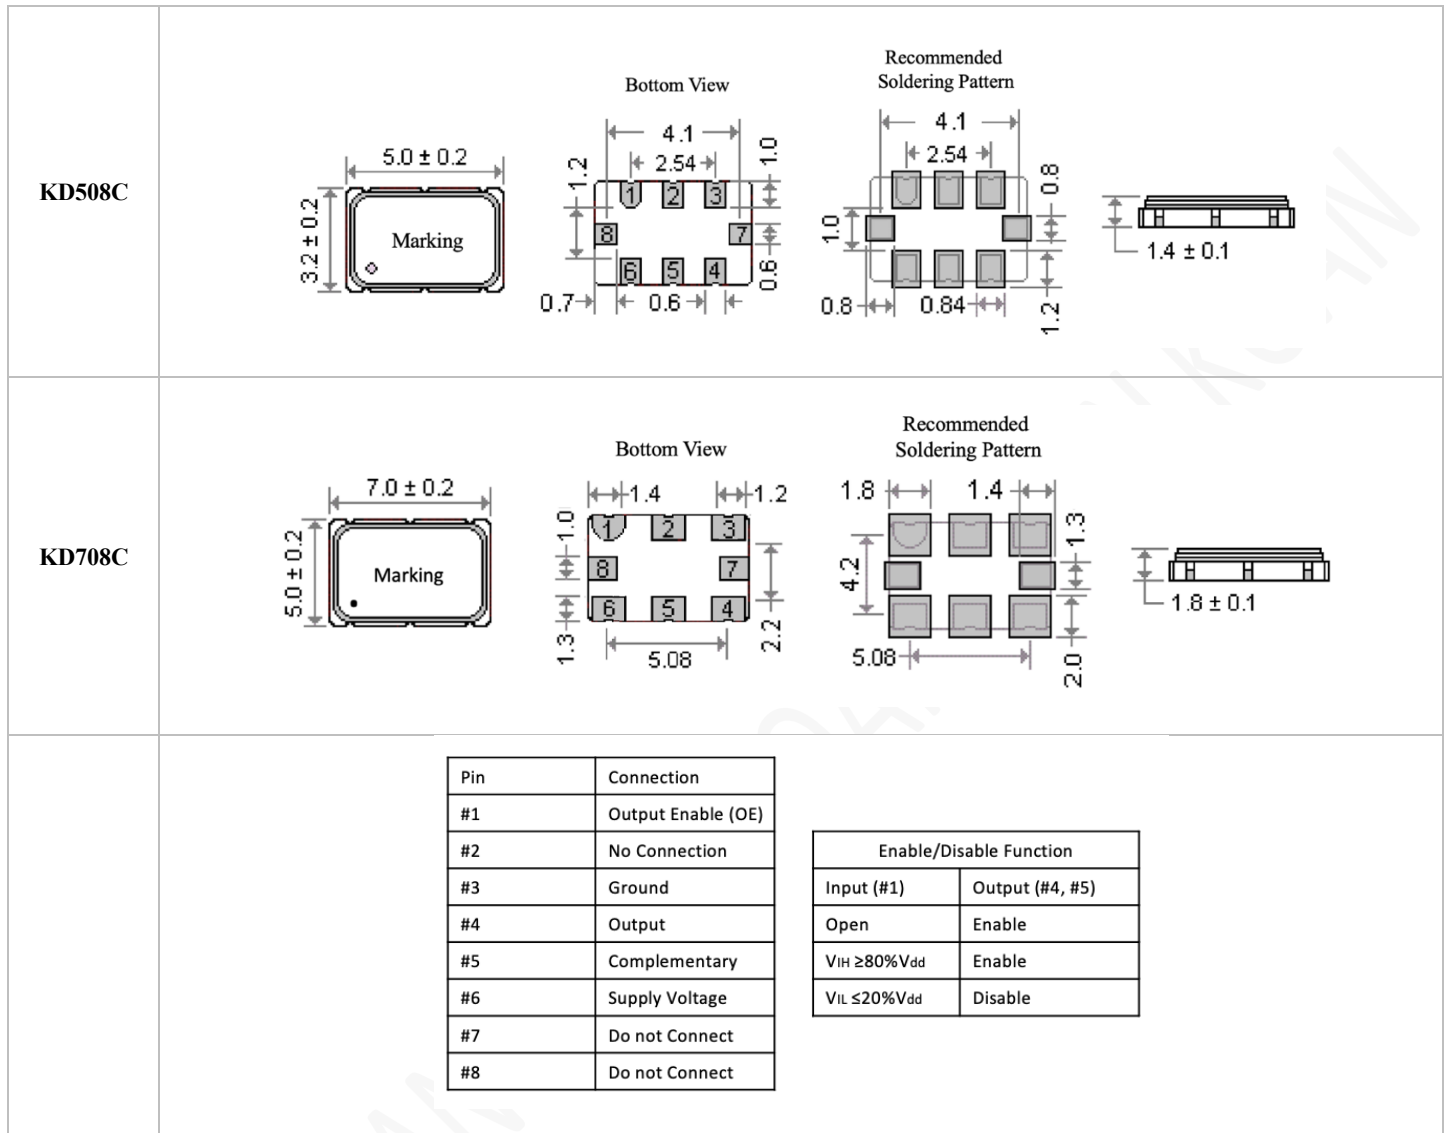 KD508C
5.0 ± 0.2
3.2 ± 0.2
Marking
Bottom View
4.1
2.54
1.2
1.0
1 2 3
8 7
6 5 4
0.7
0.6
0.6
Recommended
Soldering Pattern
4.1
2.54
0.8
1.0
0.8
0.84
1.2
1.4 ± 0.1
KD708C
7.0 ± 0.2
5.0 ± 0.2
Marking
Bottom View
1.4
1.2
1.0
1 2 3
8 7
6 5 4
1.3
5.08
2.2
Recommended
Soldering Pattern
1.8
1.4
1.3
4.2
5.08
2.0
1.8 ± 0.1
Pin Connection
#1 Output Enable (OE)
#2 No Connection
#3 Ground
#4 Output
#5 Complementary
#6 Supply Voltage
#7 Do not Connect
#8 Do not Connect
Enable/Disable Function
Input (#1) Output (#4, #5)
Open Enable
VIH ≥80%Vdd Enable
VIL ≤20%Vdd Disable